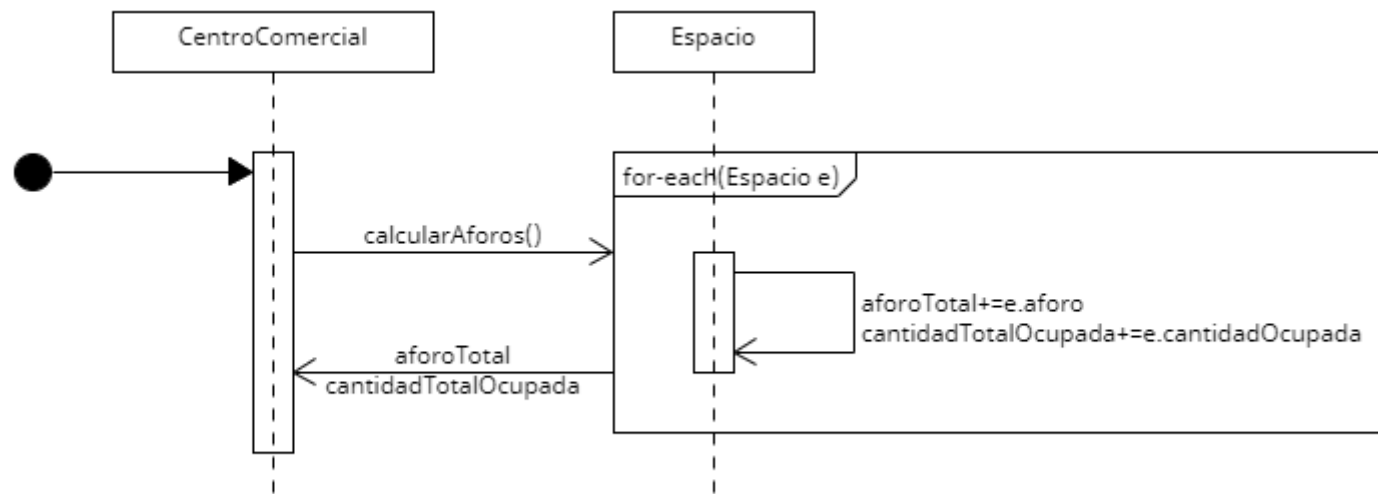 CentroComercial
Espacio
for-each(Espacio e)
calcularAforos()
aforoTotal+=e.aforo
cantidadTotalOcupada+=e.cantidadOcupada
aforoTotal
cantidadTotalOcupada